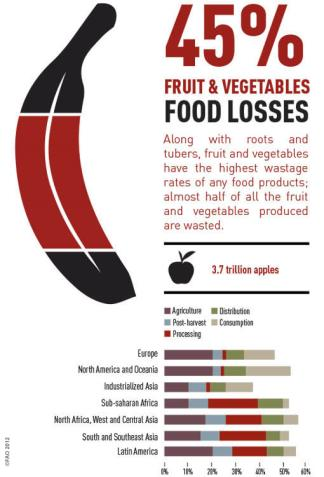 45%
FRUIT & VEGETABLES
FOOD LOSSES
Along with roots and
tubers, fruit and vegetables
have the highest wastage
rates of any food products;
almost half of all the fruit
and vegetables produced
are wasted.
3.7 trillion apples
Agriculture Distribution
Post-harvest Consumption
Processing
Europe
North America and Oceania
Industrialized Asia
Sub-saharan Africa
North Africa, West and Central Asia
South and Southeast Asia
Latin America
0% 10% 20% 30% 40% 50% 60%
©FAO 2012